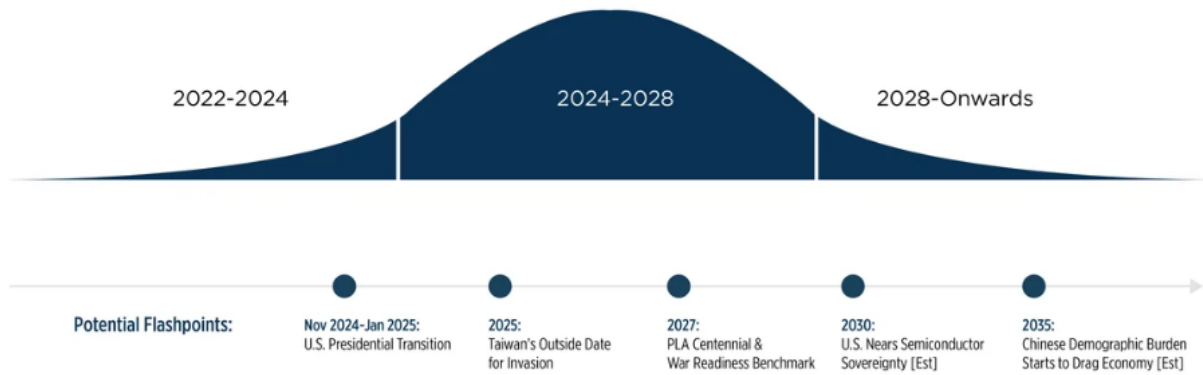 2022-2024
2024-2028
2028-Onwards
Potential Flashpoints:
Nov 2024-Jan 2025:
U.S. Presidential Transition
2025:
Taiwan's Outside Date
for Invasion
2027:
PLA Centennial &
War Readiness Benchmark
2030:
U.S. Nears Semiconductor
Sovereignty [Est]
2035:
Chinese Demographic Burden
Starts to Drag Economy [Est]